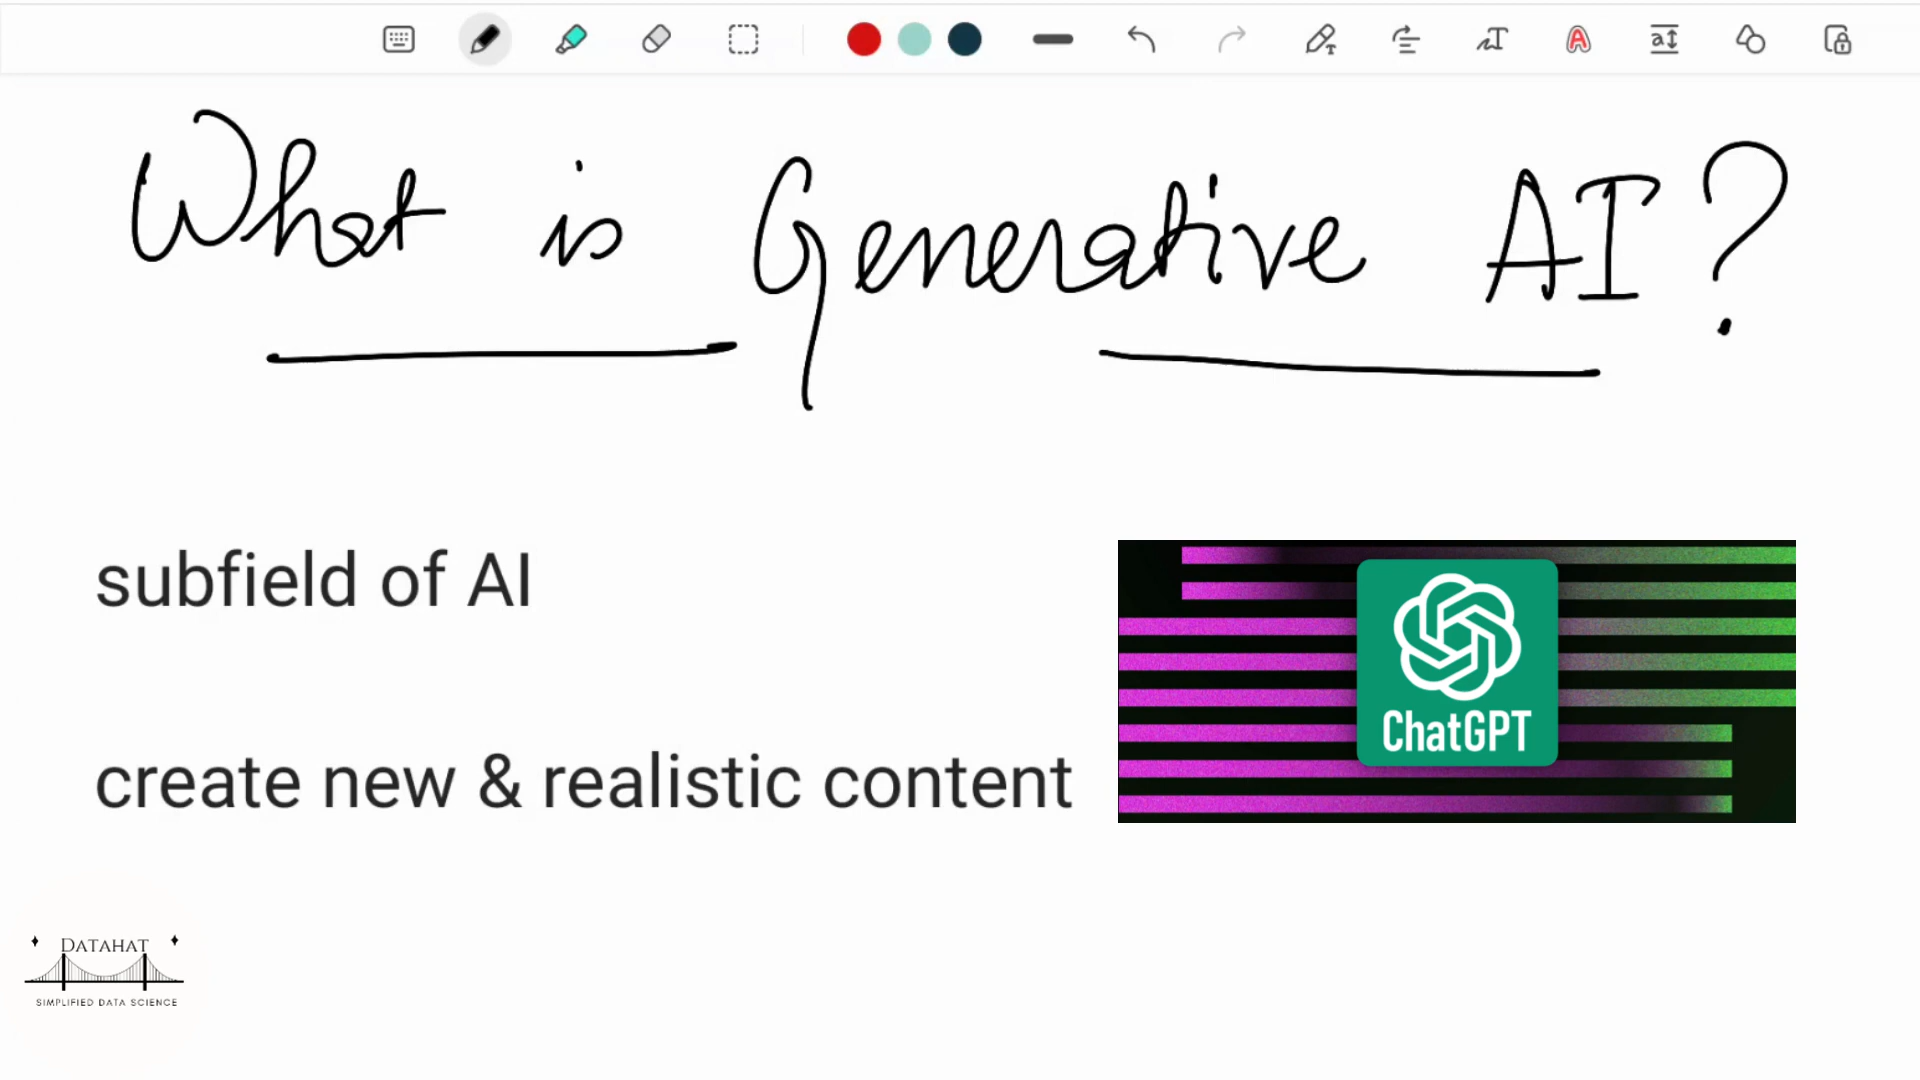 What is Generative AI?
subfield of AI
create new & realistic content
ChatGPT
DATAHAT
SIMPLIFIED DATA SCIENCE